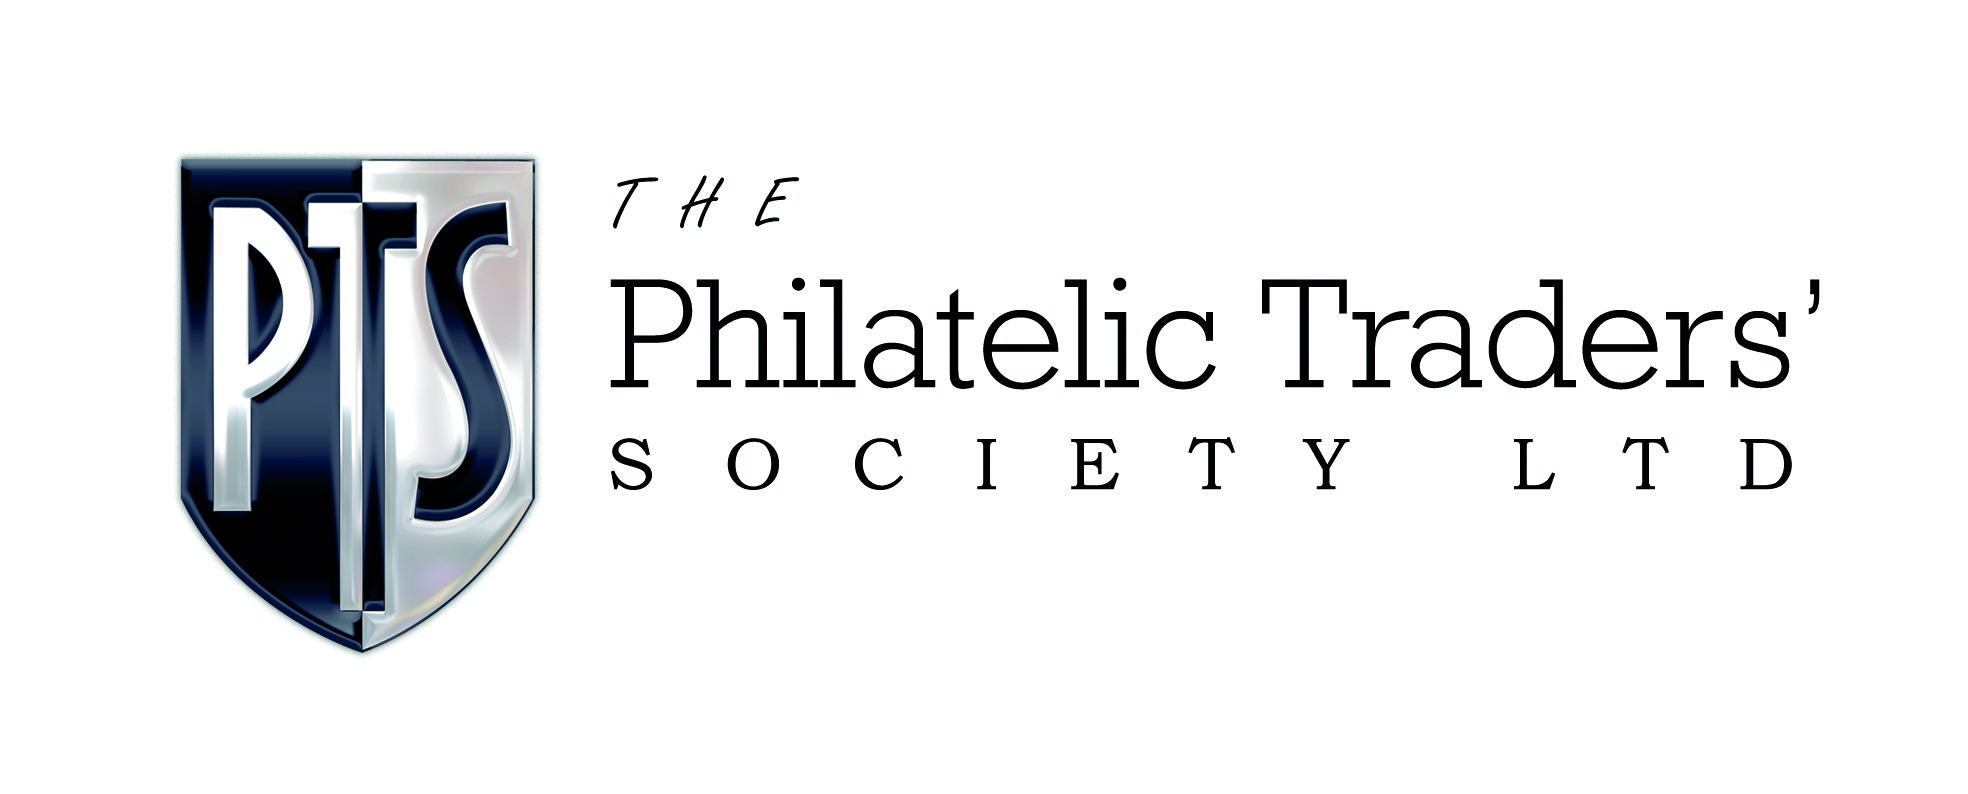 PTS
THE
Philatelic Traders’
SOCIETY LTD